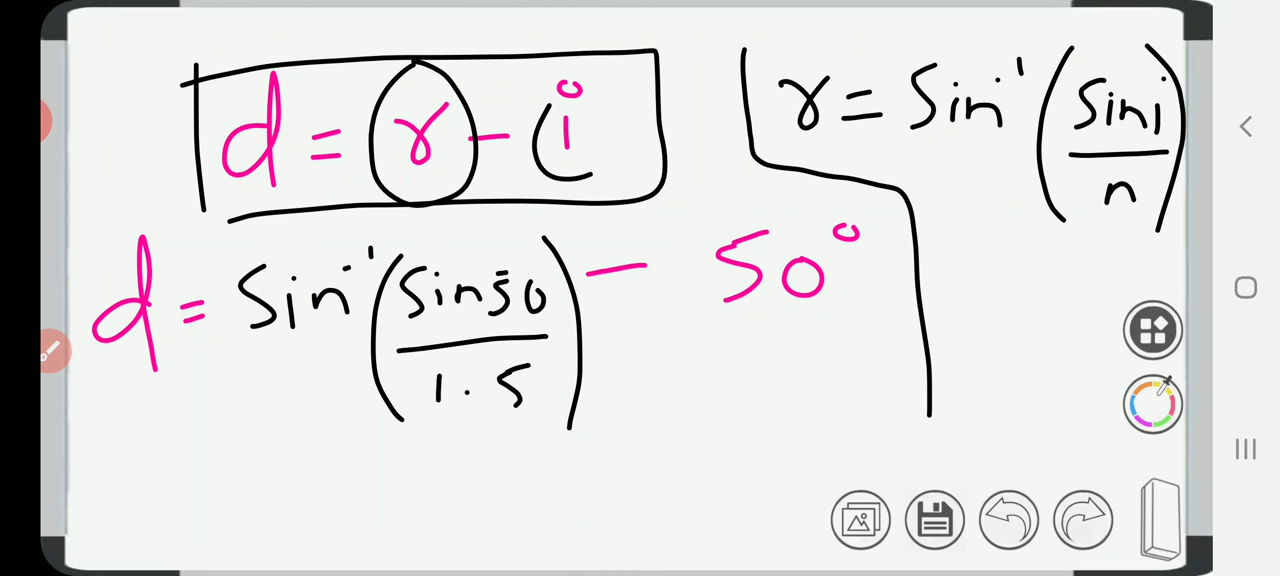 d = r - i
r = Sin⁻¹ (Sin i / n)
d = Sin⁻¹ (Sin 50 / 1.5) - 50°